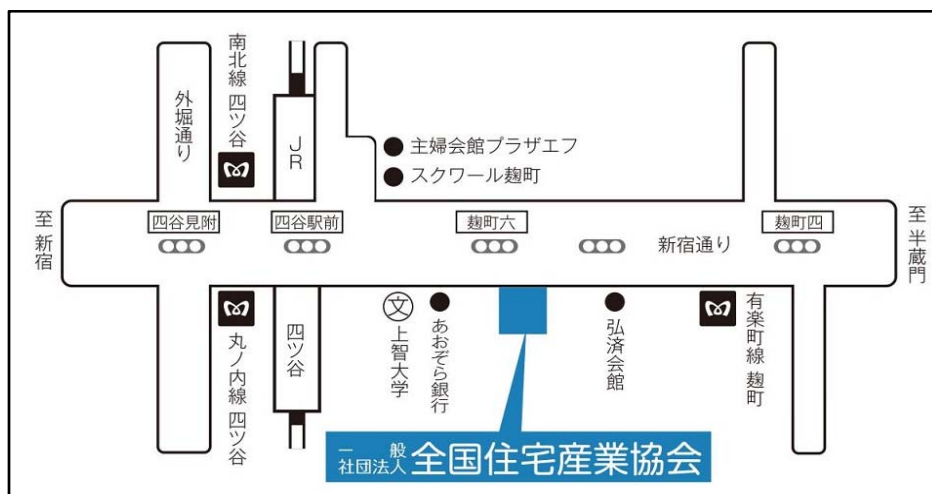 南北線 四ツ谷
外堀通り
JR
主婦会館プラザエフ
スクワール麹町
至 新宿
四谷見附
四谷駅前
麹町六
新宿通り
麹町四
至 半蔵門
丸ノ内線 四ツ谷
四ツ谷
文
上智大学
あおぞら銀行
弘済会館
有楽町線 麹町
一般
社団法人
全国住宅産業協会